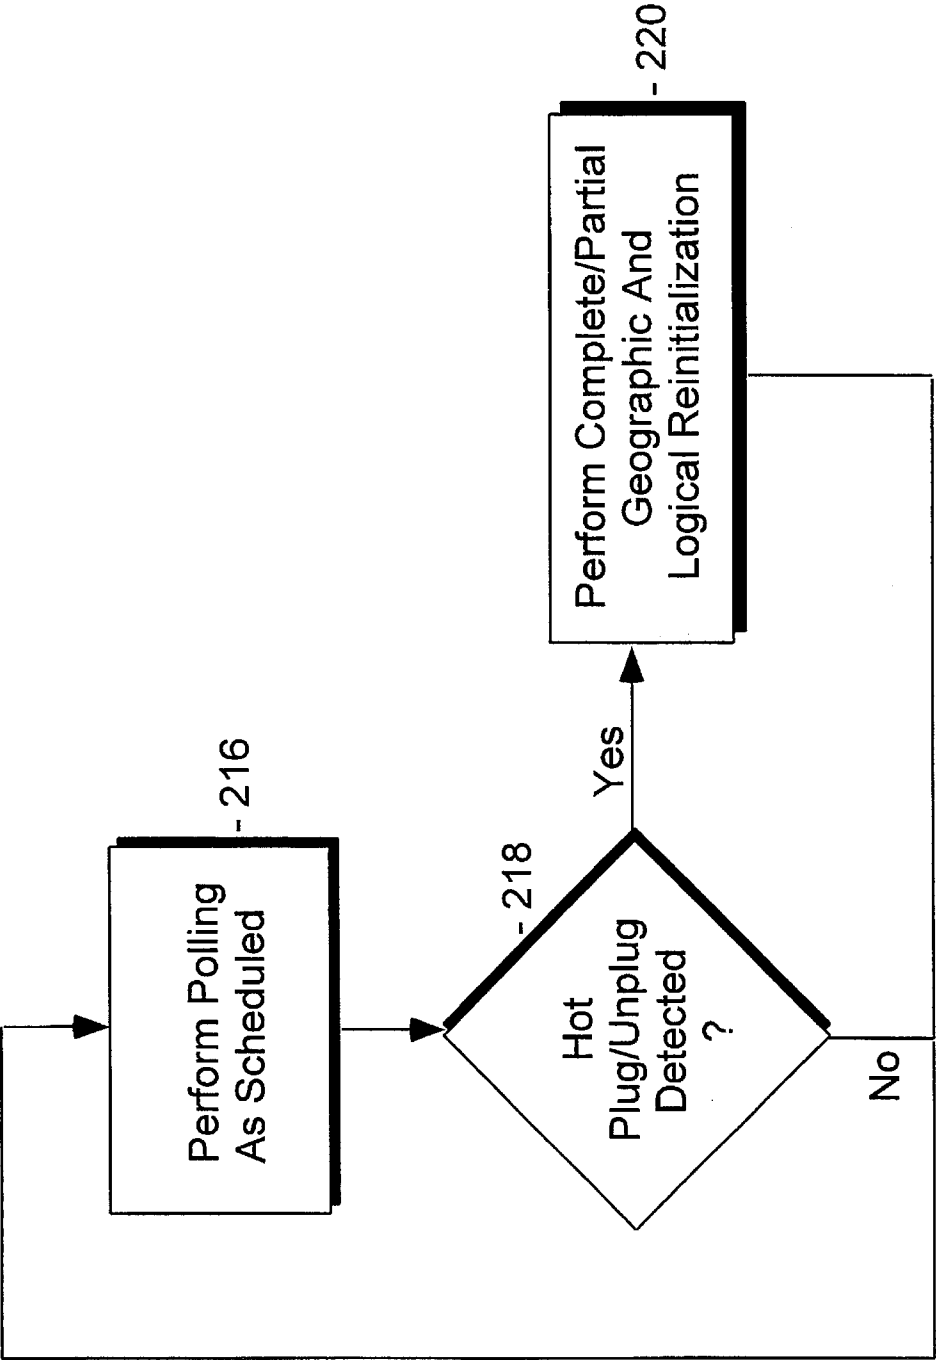 Perform Polling
As Scheduled
- 216
Hot
Plug/Unplug
Detected
?
- 218
Yes
No
Perform Complete/Partial
Geographic And
Logical Reinitialization
- 220